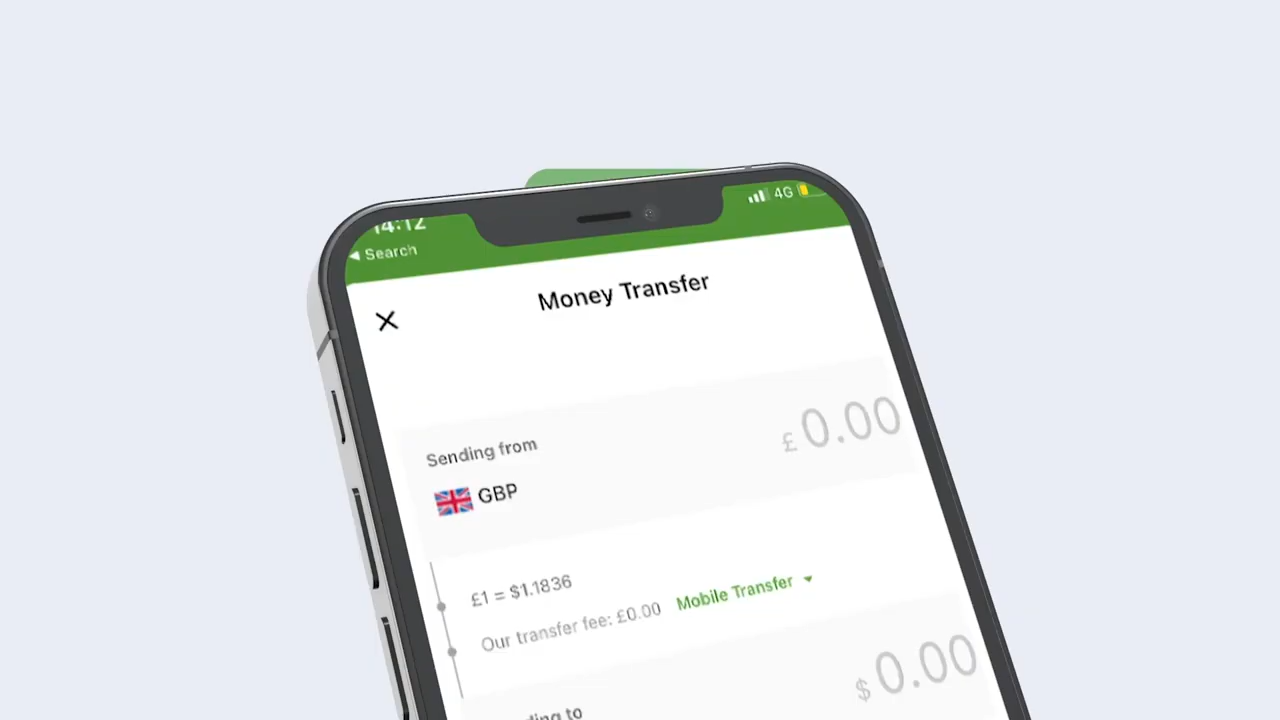 14:12
4G
◀ Search
Money Transfer
Sending from
£ 0.00
GBP
£1 = $1.1836
Our transfer fee: £0.00 Mobile Transfer
$ 0.00
to